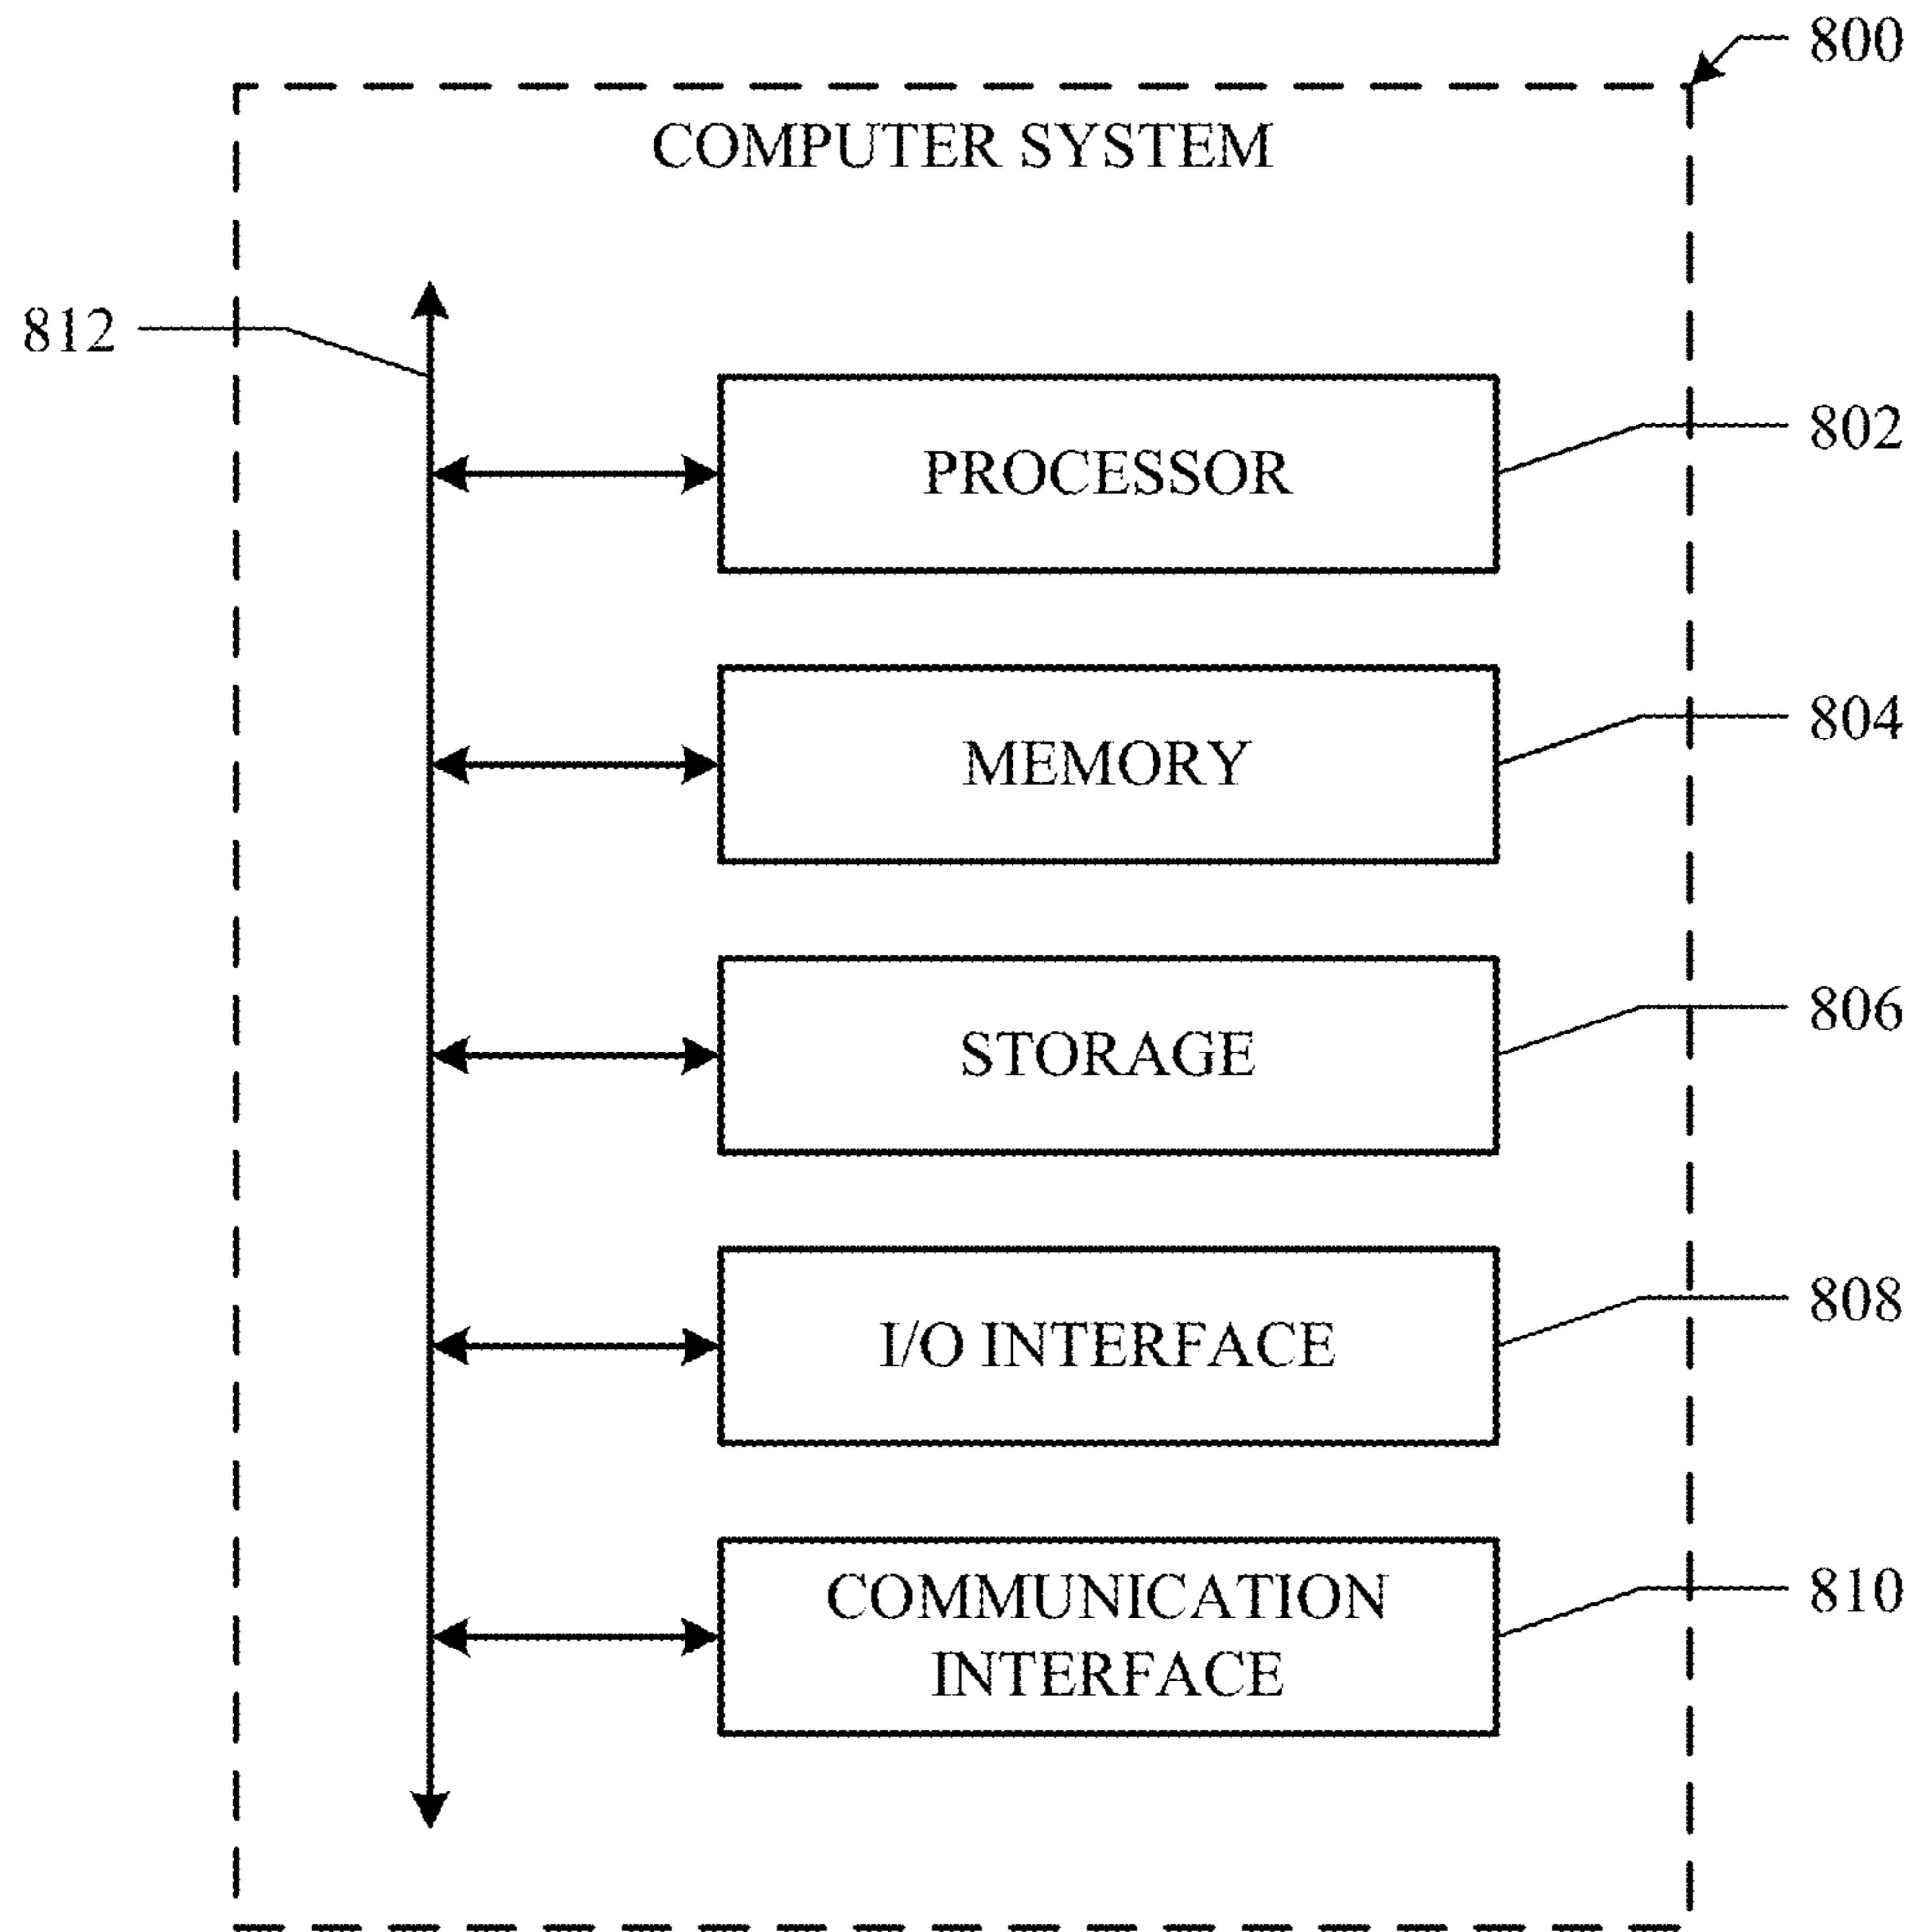 800
COMPUTER SYSTEM
812
PROCESSOR
802
MEMORY
804
STORAGE
806
I/O INTERFACE
808
COMMUNICATION
INTERFACE
810